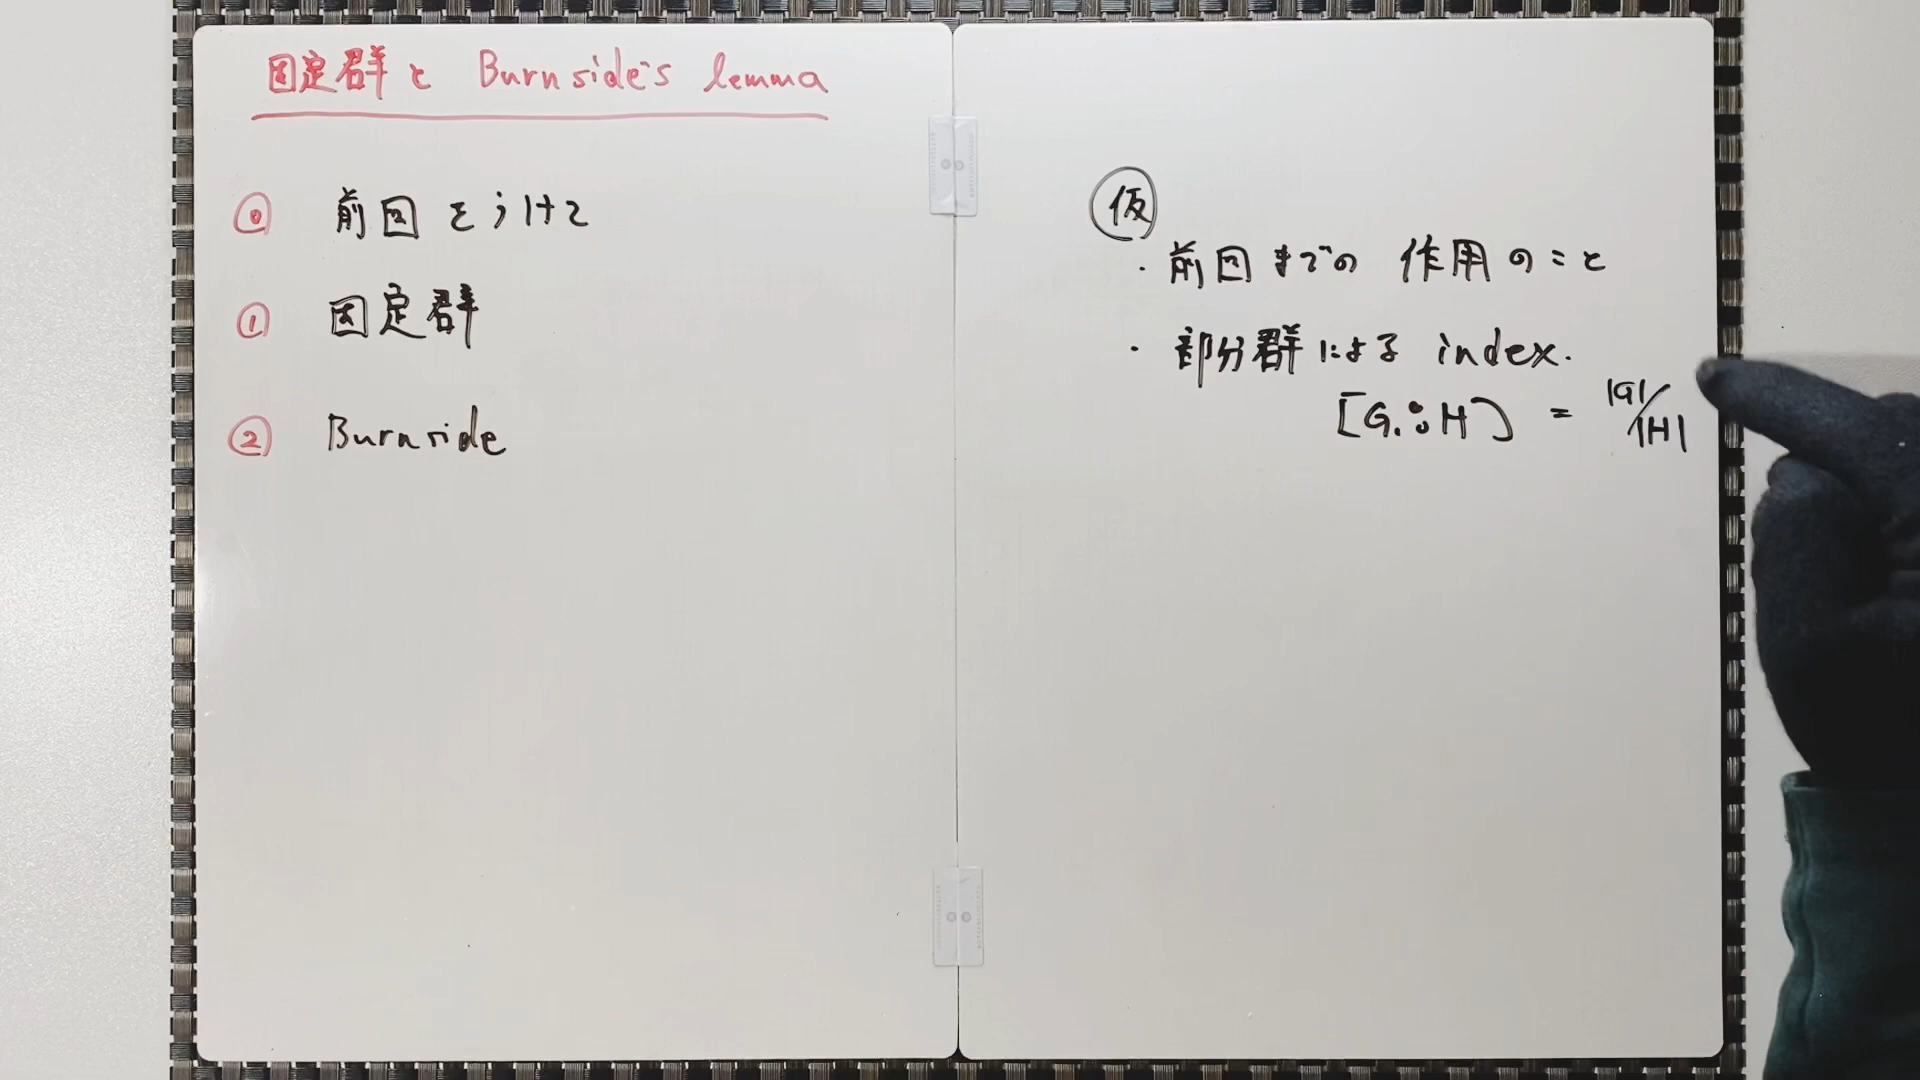 固定群と Burnside's lemma
⓪ 前回をうけて
① 固定群
② Burnside
仮
・前回までの 作用のこと
・部分群による index.
[G : H] = |G|/|H|